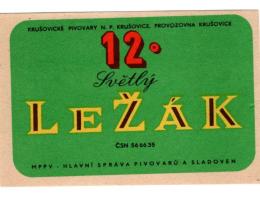 KRUŠOVICKÉ PIVOVARY N. P. KRUŠOVICE, PROVOZOVNA KRUŠOVICE
12°
Světlý
LEŽÁK
ČSN 56 66 35
MPPV - HLAVNÍ SPRÁVA PIVOVARŮ A SLADOVEN